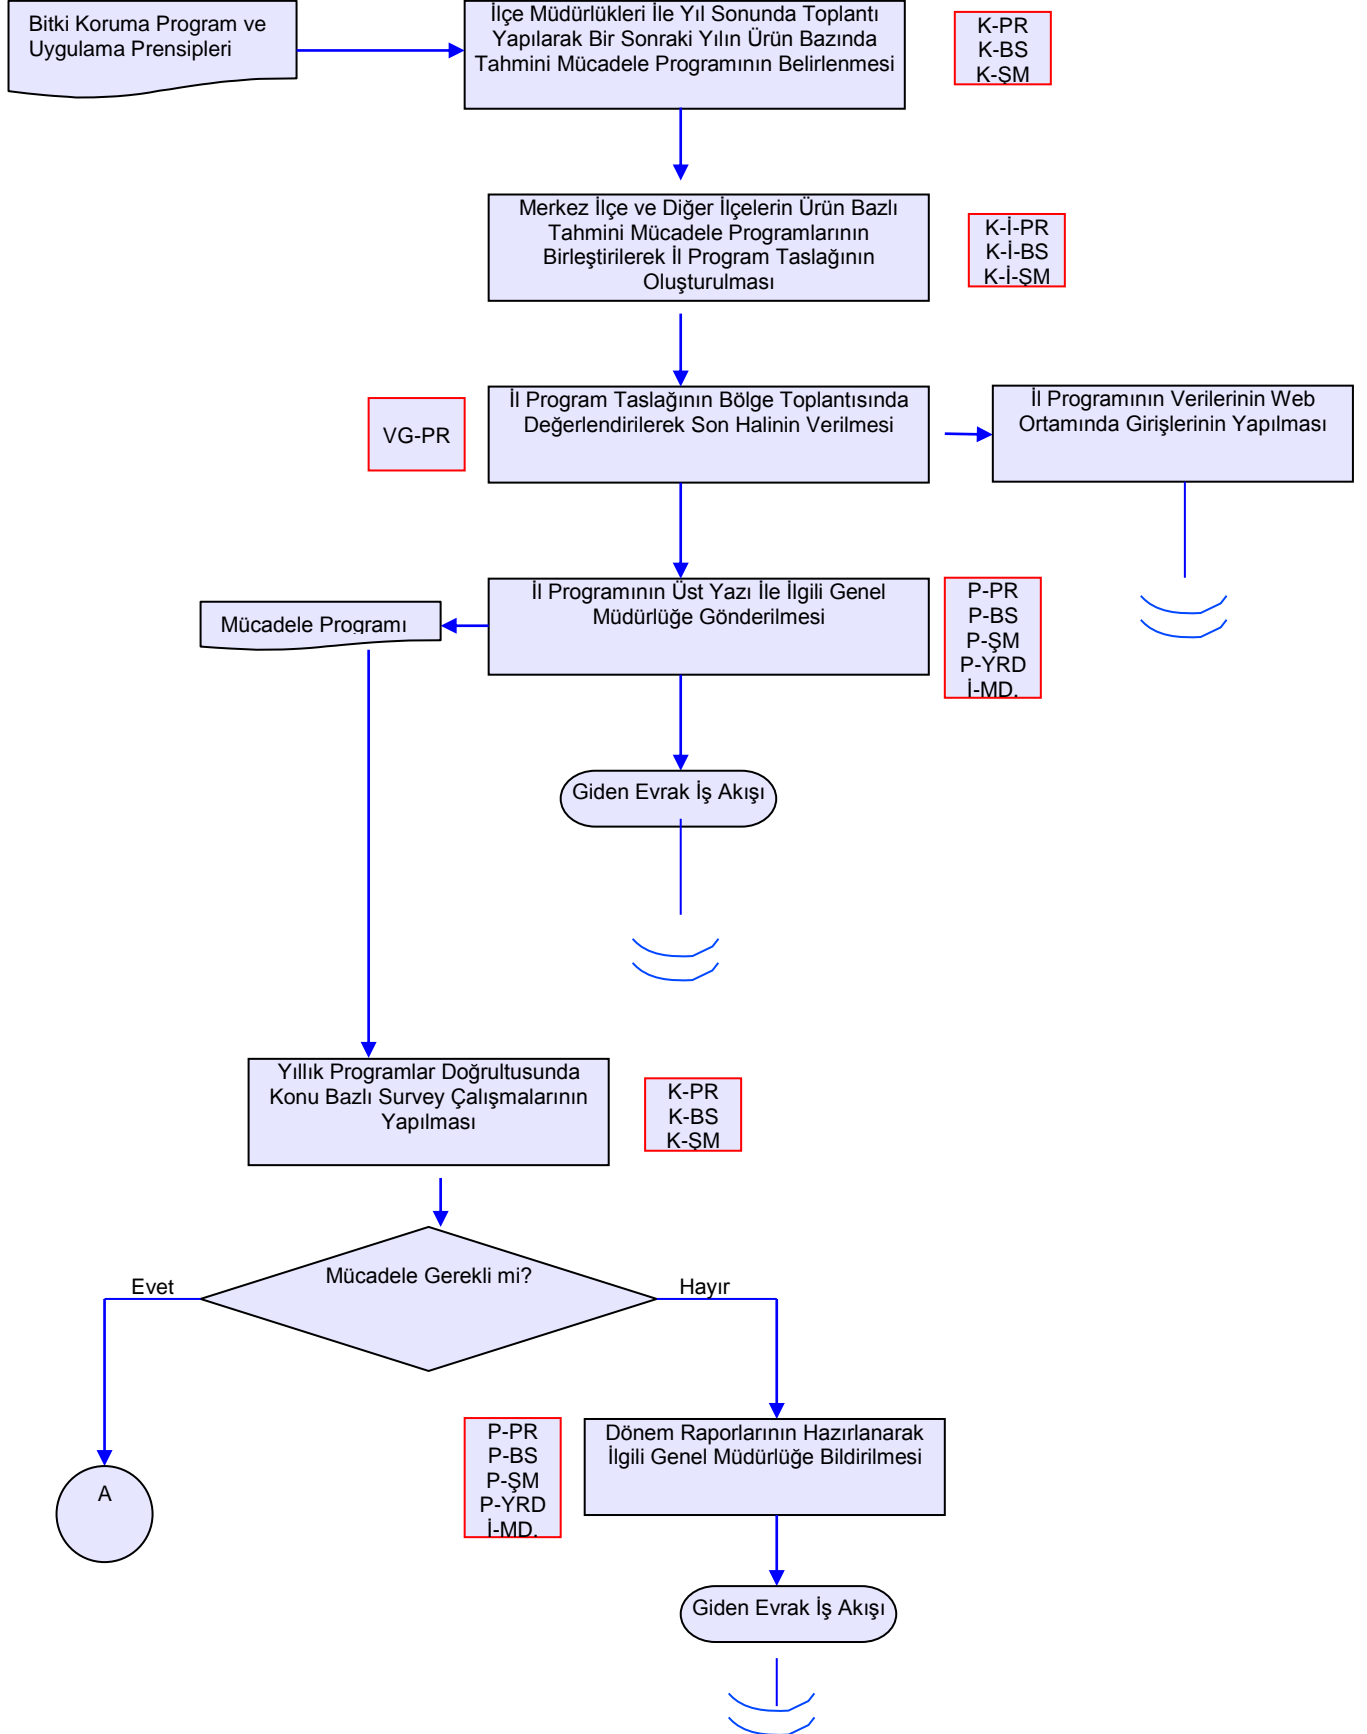 Bitki Koruma Program ve
Uygulama Prensipleri
İlçe Müdürlükleri İle Yıl Sonunda Toplantı
Yapılarak Bir Sonraki Yılın Ürün Bazında
Tahmini Mücadele Programının Belirlenmesi
K-PR
K-BS
K-ŞM
Merkez İlçe ve Diğer İlçelerin Ürün Bazlı
Tahmini Mücadele Programlarının
Birleştirilerek İl Program Taslağının
Oluşturulması
K-İ-PR
K-İ-BS
K-İ-ŞM
VG-PR
İl Program Taslağının Bölge Toplantısında
Değerlendirilerek Son Halinin Verilmesi
İl Programının Verilerinin Web
Ortamında Girişlerinin Yapılması
Mücadele Programı
İl Programının Üst Yazı İle İlgili Genel
Müdürlüğe Gönderilmesi
P-PR
P-BS
P-ŞM
P-YRD
İ-MD.
Giden Evrak İş Akışı
Yıllık Programlar Doğrultusunda
Konu Bazlı Survey Çalışmalarının
Yapılması
K-PR
K-BS
K-ŞM
Mücadele Gerekli mi?
Evet
Hayır
A
P-PR
P-BS
P-ŞM
P-YRD
İ-MD.
Dönem Raporlarının Hazırlanarak
İlgili Genel Müdürlüğe Bildirilmesi
Giden Evrak İş Akışı